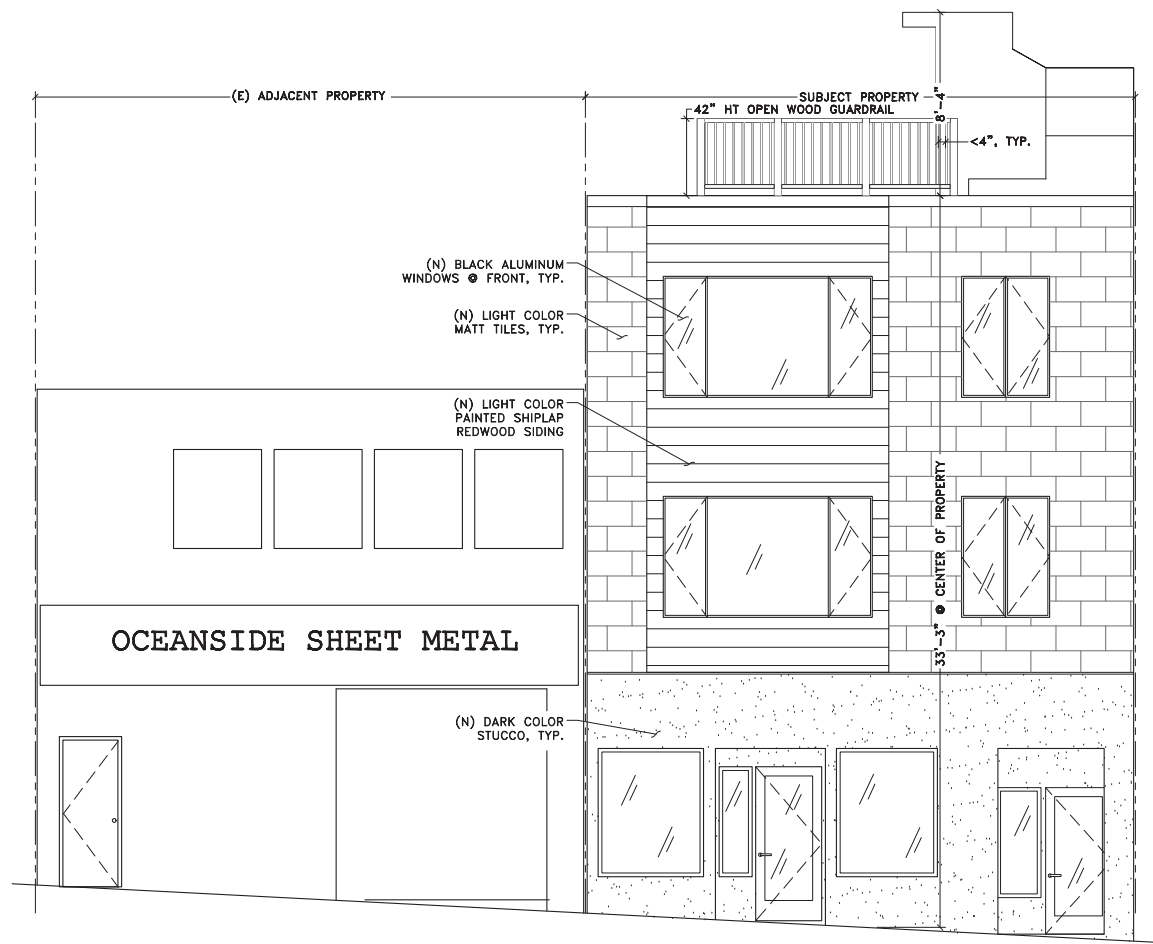 (E) ADJACENT PROPERTY
SUBJECT PROPERTY
42" HT OPEN WOOD GUARDRAIL
8'-4"
<4", TYP.
(N) BLACK ALUMINUM
WINDOWS @ FRONT, TYP.
(N) LIGHT COLOR
MATT TILES, TYP.
(N) LIGHT COLOR
PAINTED SHIPLAP
REDWOOD SIDING
33'-3" @ CENTER OF PROPERTY
OCEANSIDE SHEET METAL
(N) DARK COLOR
STUCCO, TYP.